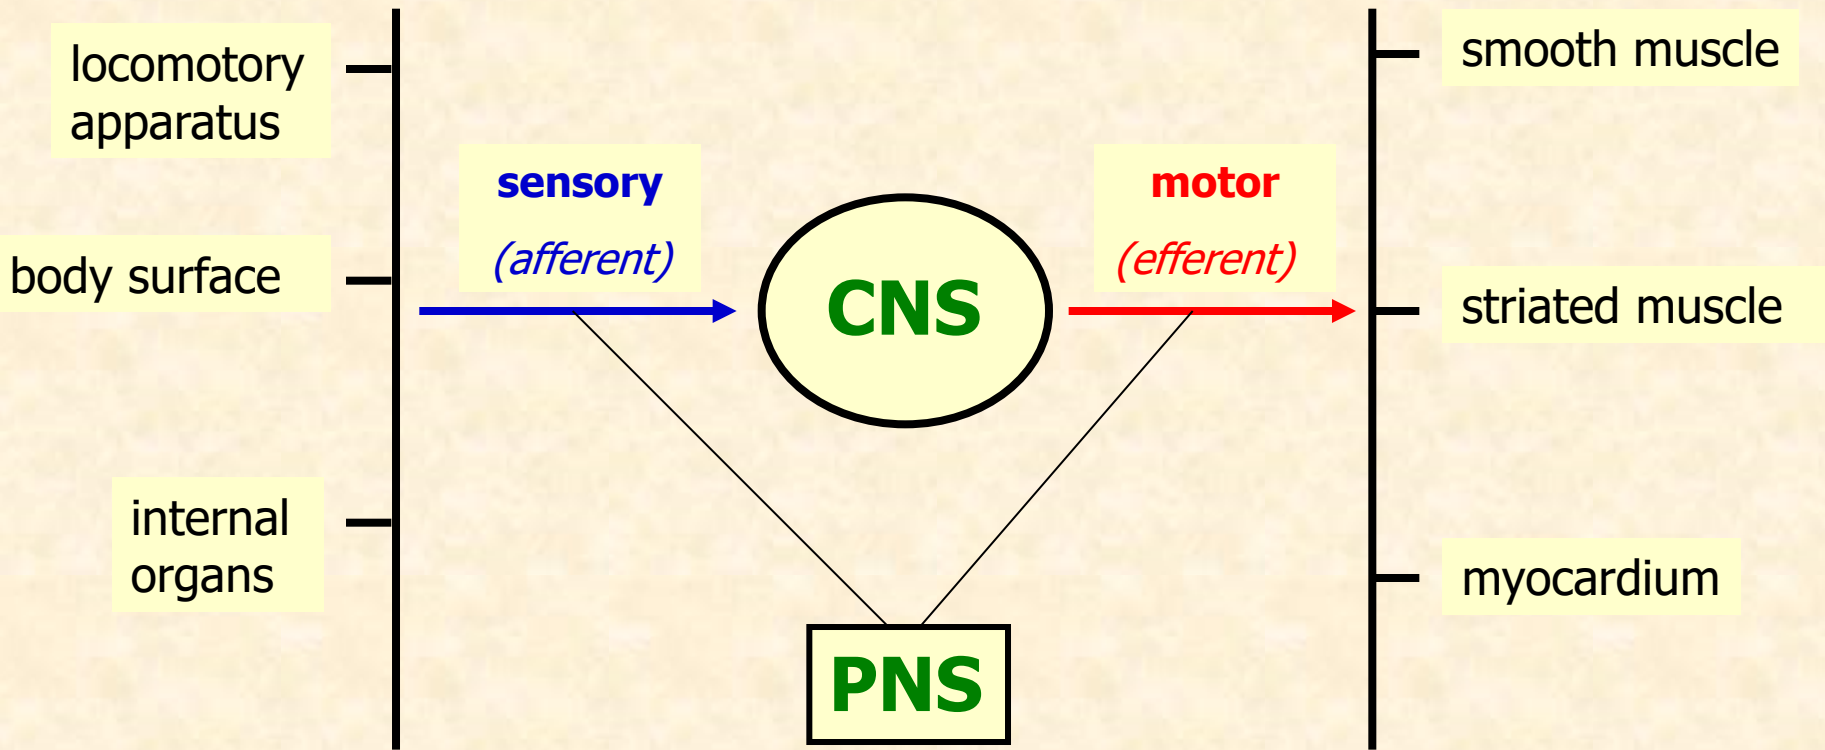 locomotory
apparatus
body surface
internal
organs
sensory
(afferent)
CNS
PNS
motor
(efferent)
smooth muscle
striated muscle
myocardium